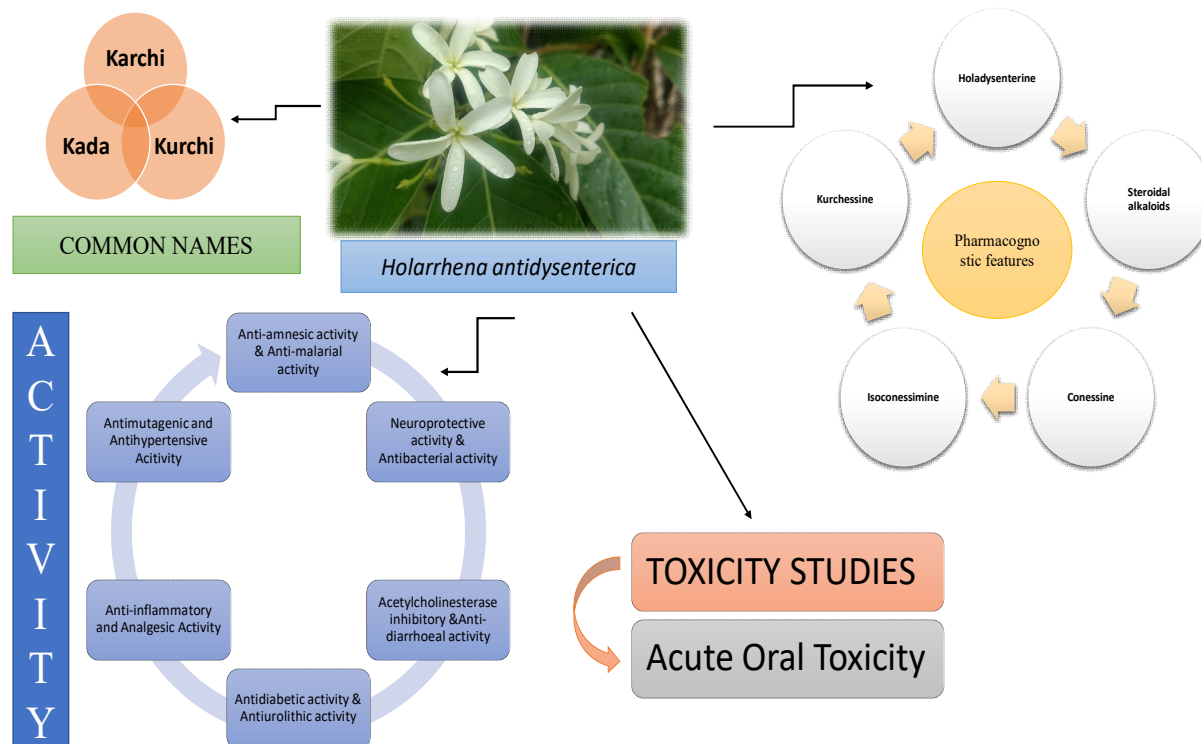 Karchi
Kada
Kurchi
COMMON NAMES
Holarrhena antidysenterica
Holadysenterine
Steroidal
alkaloids
Conessine
Isoconessimine
Kurchessine
Pharmacogno
stic features
A
C
T
I
V
I
T
Y
Anti-amnesic activity
& Anti-malarial
activity
Neuroprotective
activity &
Antibacterial activity
Acetylcholinesterase
inhibitory &Anti-
diarrhoeal activity
Antidiabetic activity &
Antiurolithic activity
Anti-inflammatory
and Analgesic Activity
Antimutagenic and
Antihypertensive
Acitivity
TOXICITY STUDIES
Acute Oral Toxicity